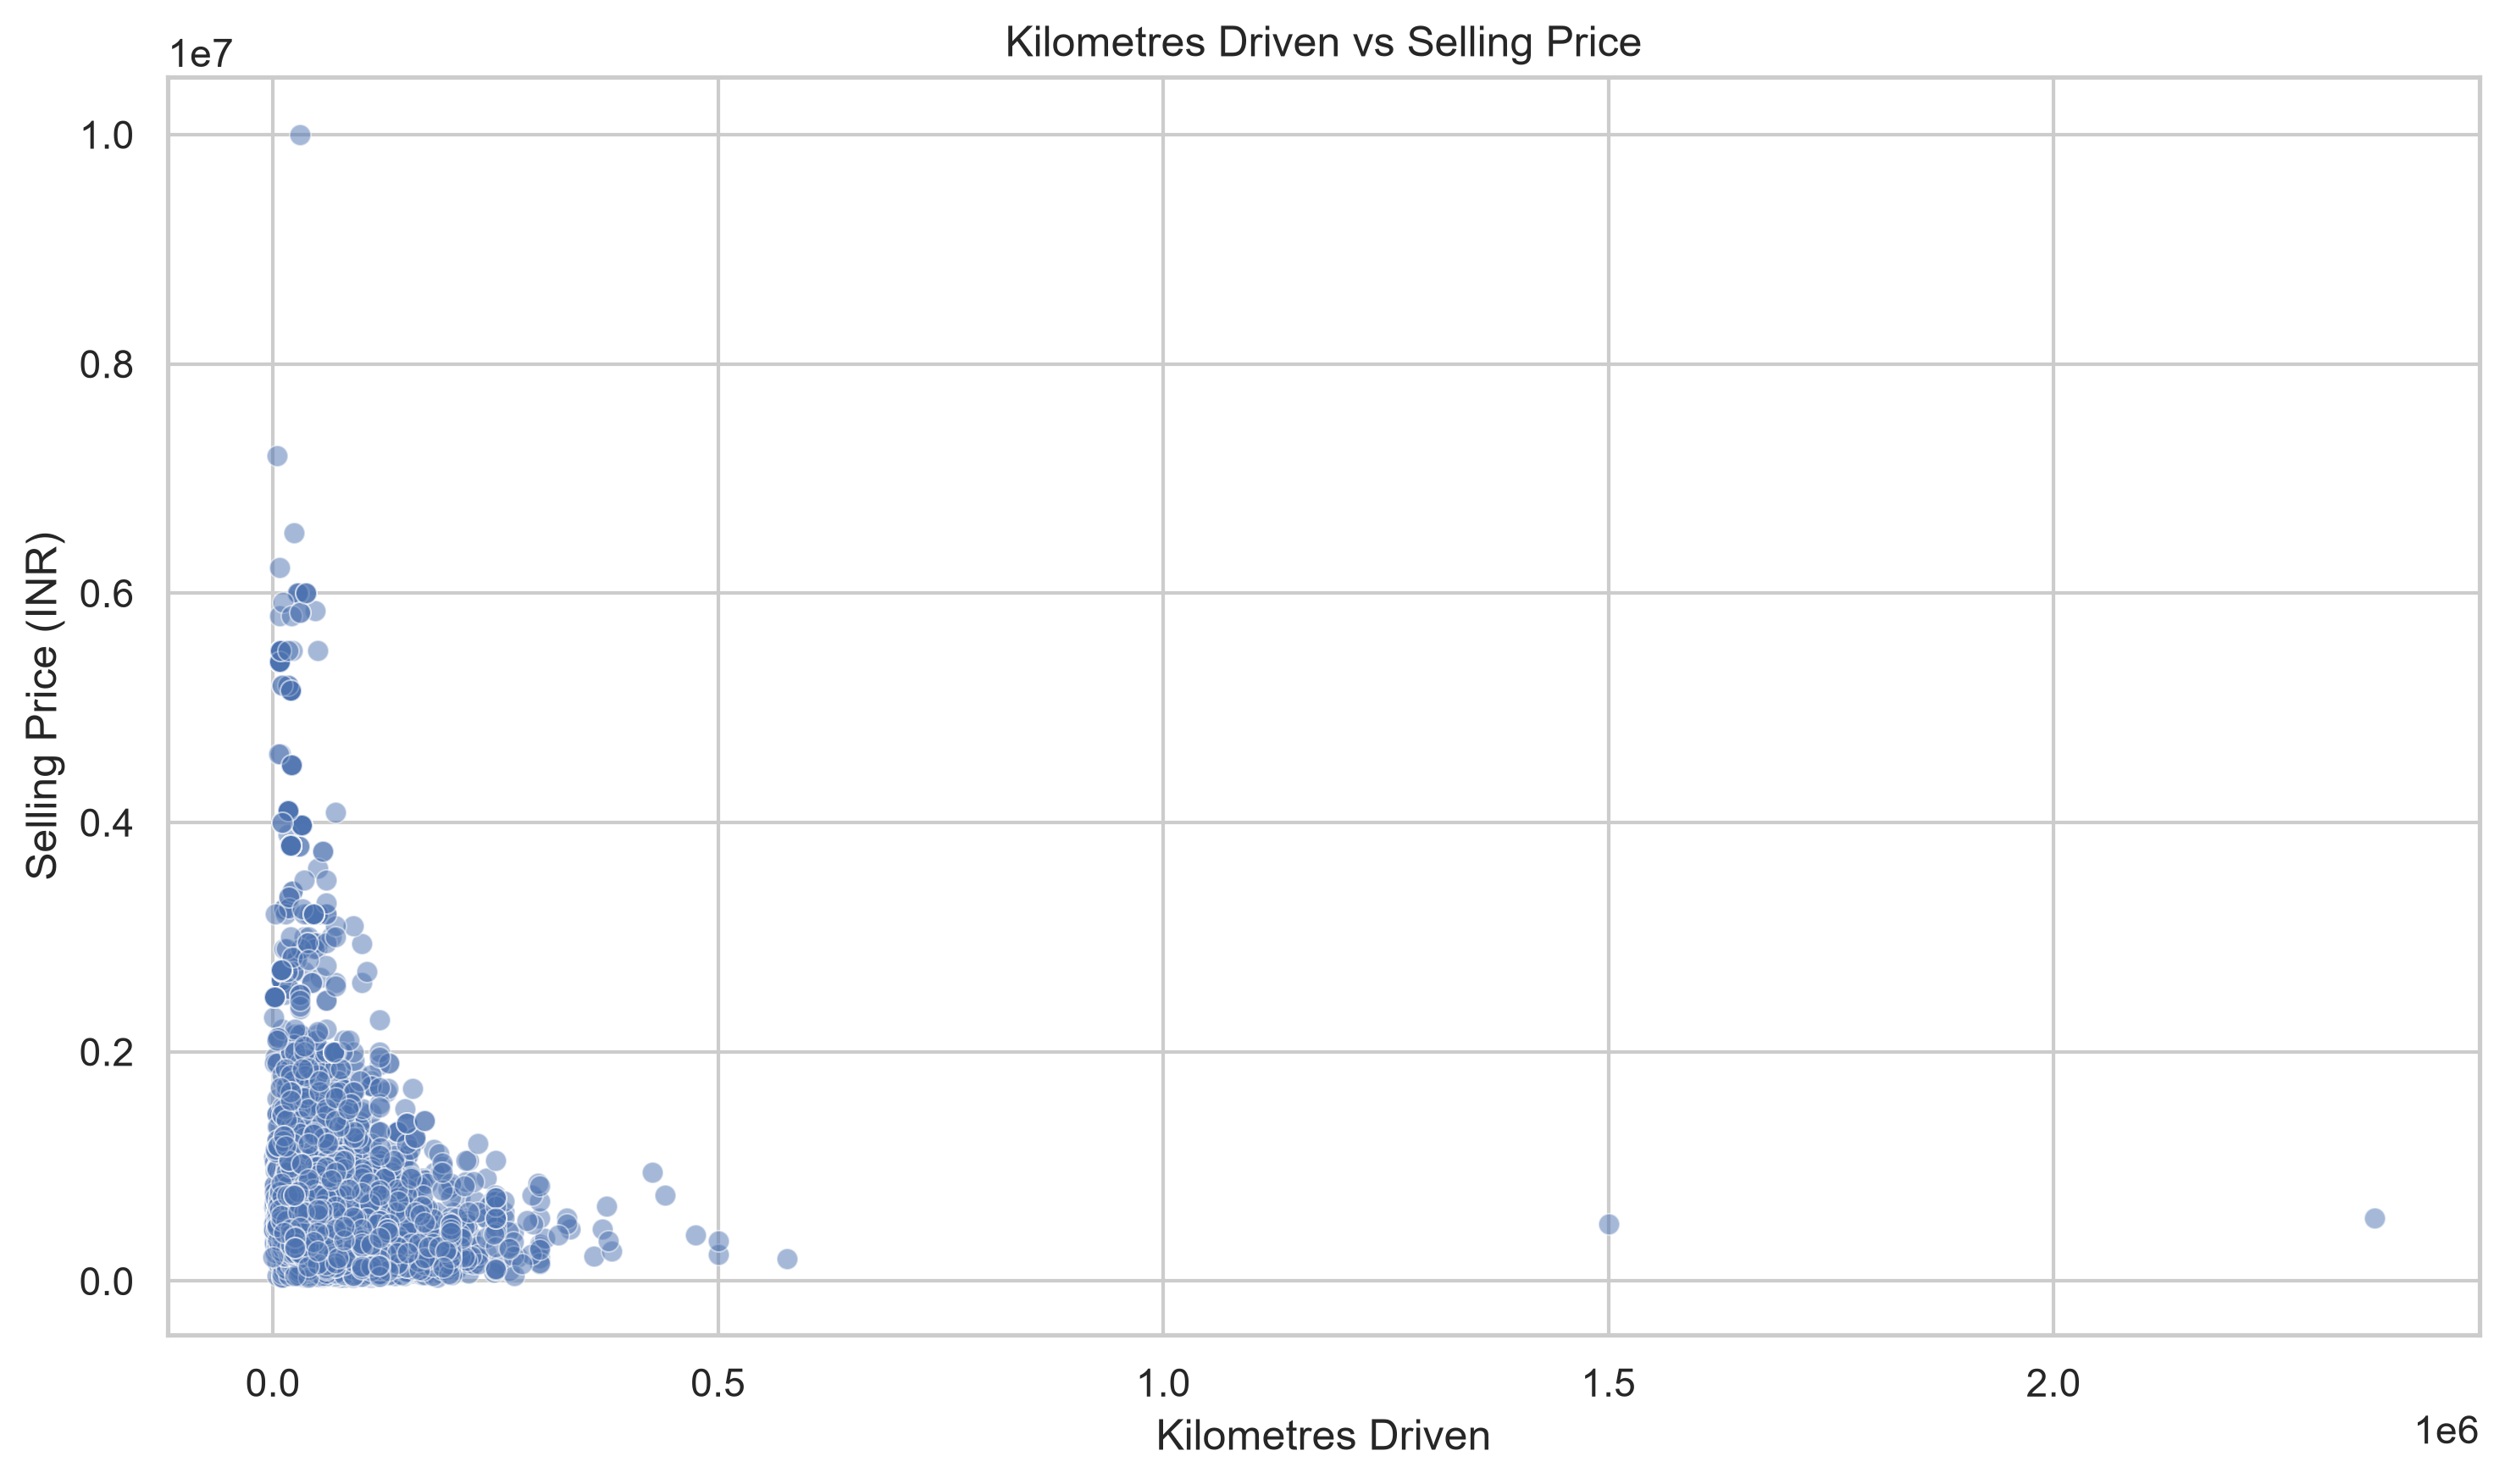 Kilometres Driven vs Selling Price
1e7
1.0
0.8
0.6
0.4
0.2
0.0
Selling Price (INR)
0.0 0.5 1.0 1.5 2.0
Kilometres Driven
1e6